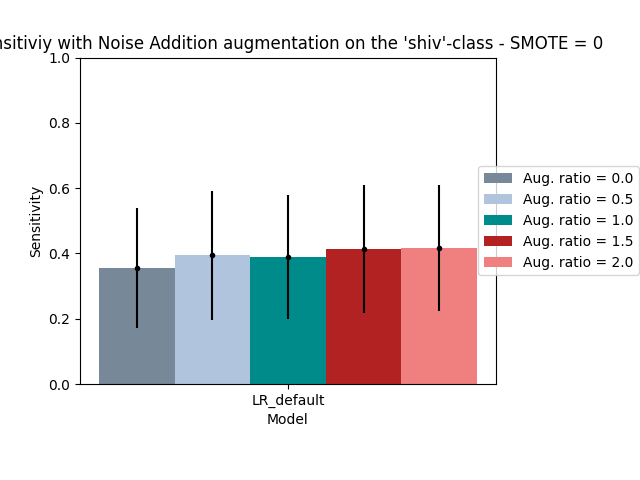 nsitiviy with Noise Addition augmentation on the 'shiv'-class - SMOTE = 0
1.0
0.8
0.6
0.4
0.2
0.0
Sensitivity
LR_default
Model
Aug. ratio = 0.0
Aug. ratio = 0.5
Aug. ratio = 1.0
Aug. ratio = 1.5
Aug. ratio = 2.0